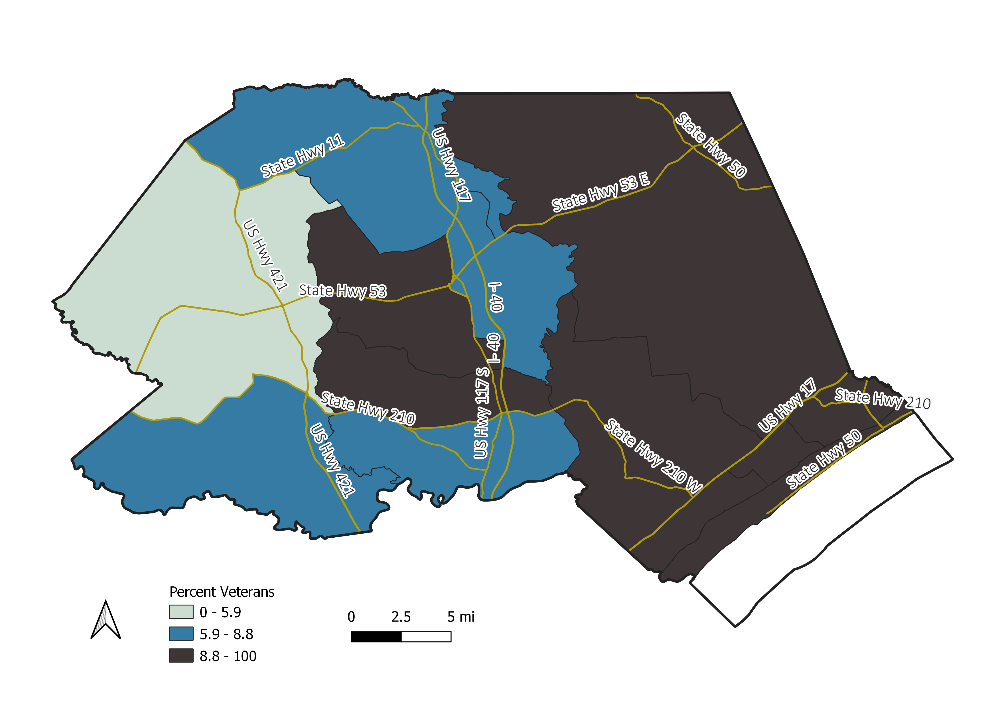 State Hwy 50
State Hwy 11
US Hwy 117
State Hwy 53 E
US Hwy 421
State Hwy 53
I- 40
I- 40
US Hwy 117 S
State Hwy 210
US Hwy 17
State Hwy 210
State Hwy 210 W
US Hwy 421
State Hwy 50
Percent Veterans
0 - 5.9
5.9 - 8.8
8.8 - 100
0 2.5 5 mi